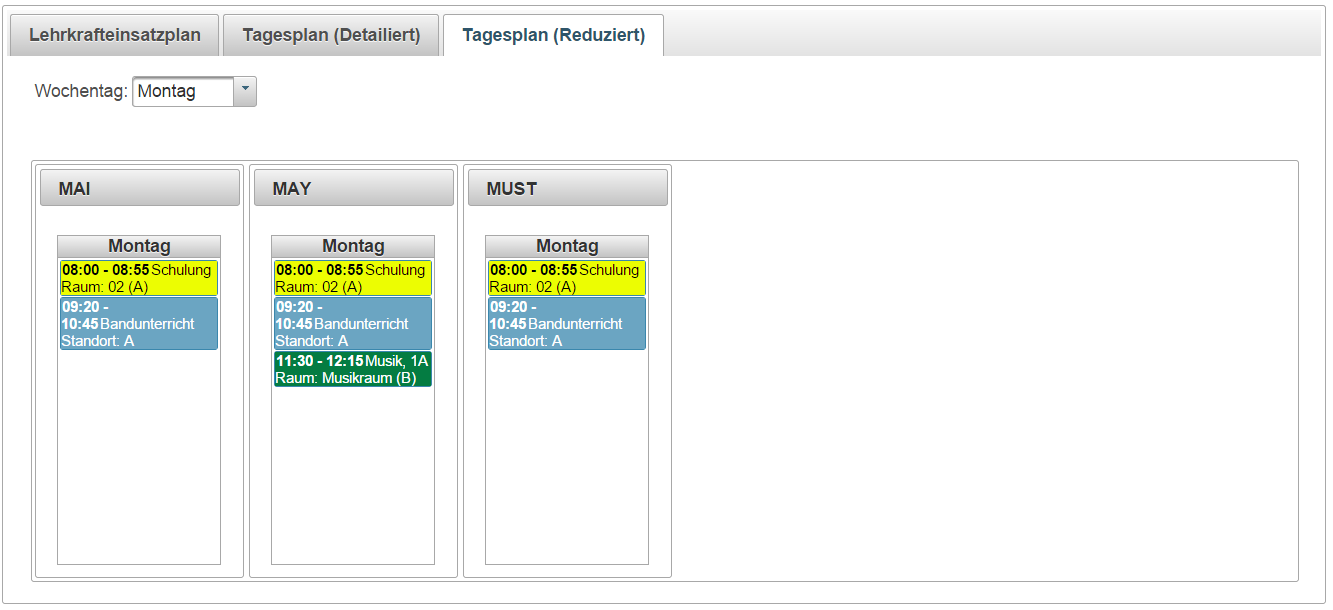 Lehrkrafteinsatzplan Tagesplan (Detailiert) Tagesplan (Reduziert)
Wochentag: Montag
MAI
Montag
08:00 - 08:55 Schulung
Raum: 02 (A)
09:20 -
10:45 Bandunterricht
Standort: A
MAY
Montag
08:00 - 08:55 Schulung
Raum: 02 (A)
09:20 -
10:45 Bandunterricht
Standort: A
11:30 - 12:15 Musik, 1A
Raum: Musikraum (B)
MUST
Montag
08:00 - 08:55 Schulung
Raum: 02 (A)
09:20 -
10:45 Bandunterricht
Standort: A